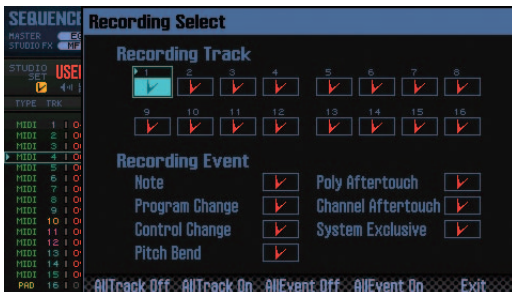 SEQUENCE
Recording Select
MASTER
STUDIO FX
Recording Track
STUDIO SET USE
1 2 3 4 5 6 7 8
TYPE TRK
9 10 11 12 13 14 15 16
MIDI 1
MIDI 2
MIDI 3
MIDI 4
MIDI 5
MIDI 6
MIDI 7
MIDI 8
MIDI 9
MIDI 10
MIDI 11
MIDI 12
MIDI 13
MIDI 14
MIDI 15
PAD 16
Recording Event
Note
Poly Aftertouch
Program Change
Channel Aftertouch
Control Change
System Exclusive
Pitch Bend
AllTrack Off AllTrack On AllEvent Off AllEvent On Exit